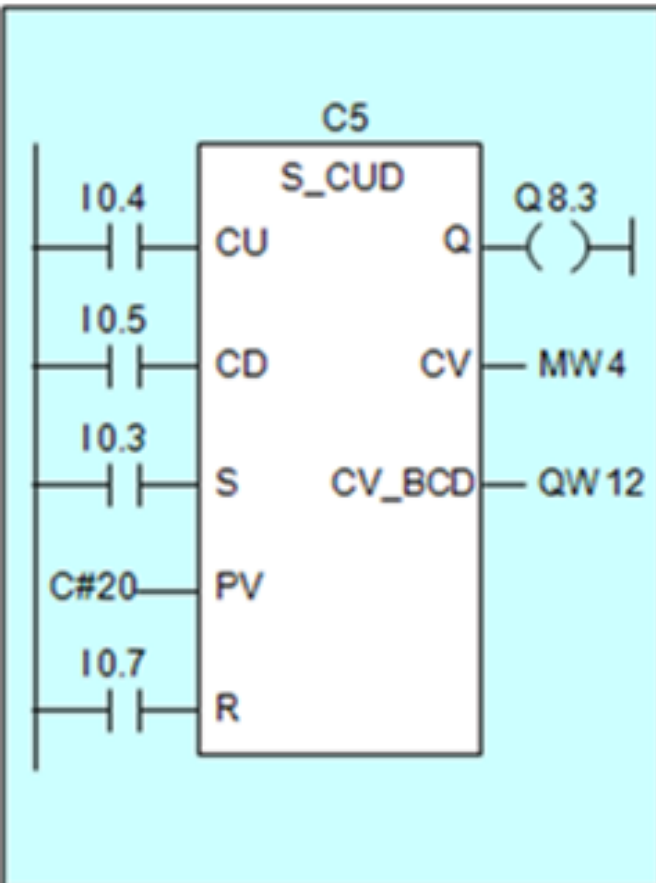 C5
S_CUD
I0.4 CU Q Q8.3
I0.5 CD CV MW4
I0.3 S CV_BCD QW12
C#20 PV
I0.7 R